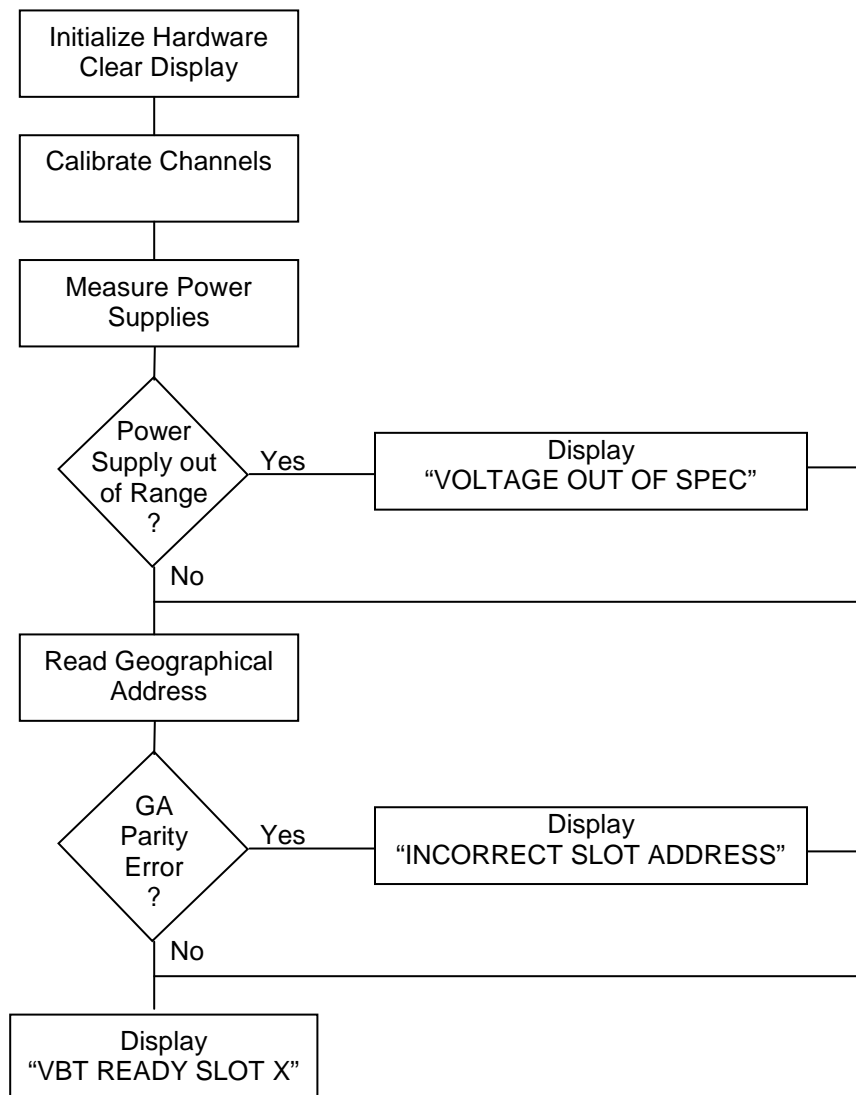 Initialize Hardware
Clear Display
Calibrate Channels
Measure Power
Supplies
Power
Supply out
of Range
?
Yes
Display
“VOLTAGE OUT OF SPEC”
No
Read Geographical
Address
GA
Parity
Error
?
Yes
Display
“INCORRECT SLOT ADDRESS”
No
Display
“VBT READY SLOT X”